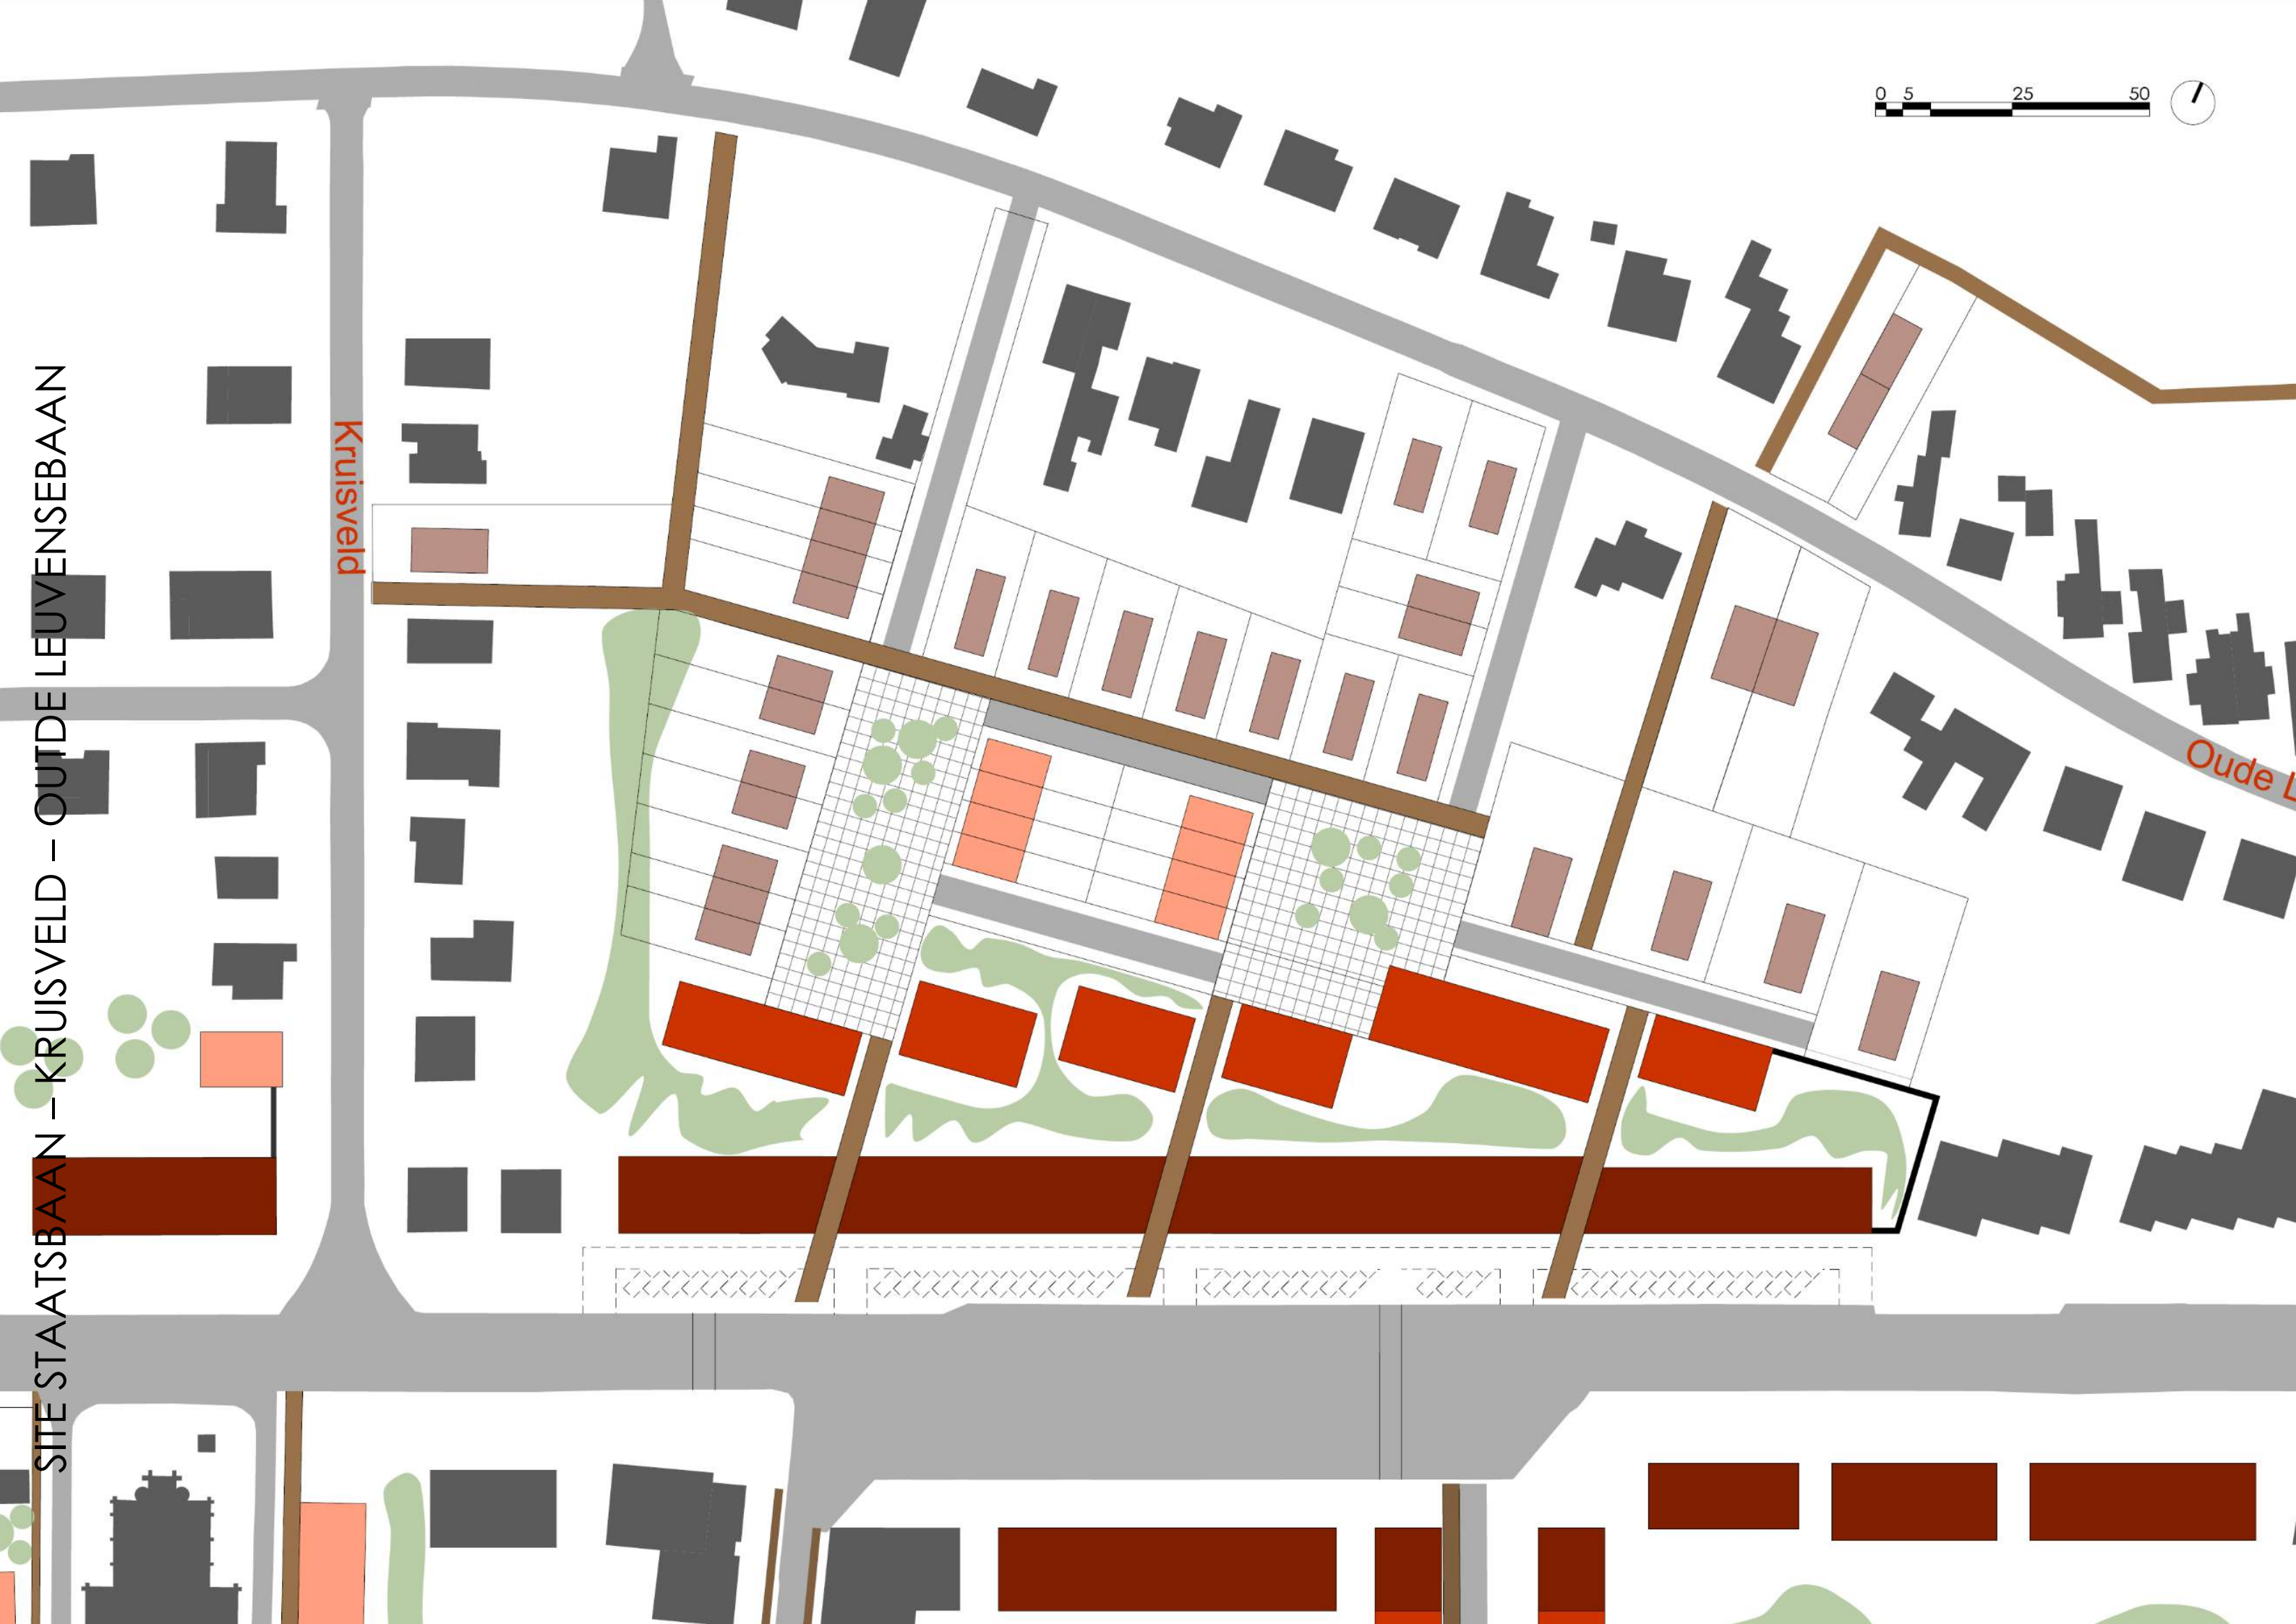 SITE STAATSBAAN – KRUISVELD – OUTDE LEUVENSEBAAN
0 5 25 50
Kruisveld
Oude L